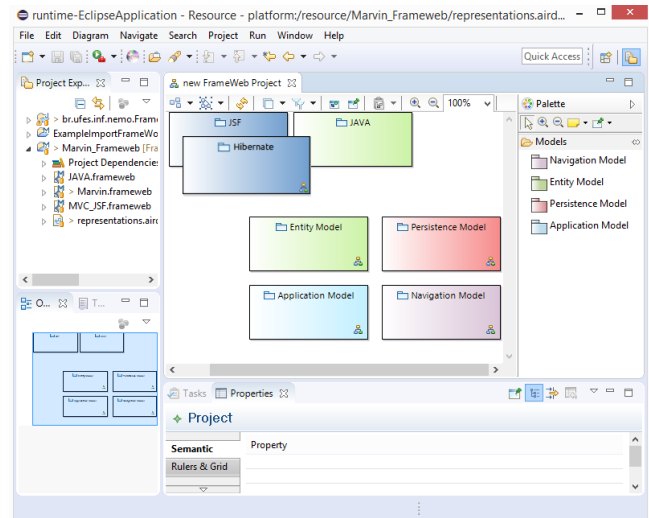 runtime-EclipseApplication - Resource - platform:/resource/Marvin_Frameweb/representations.aird...
File Edit Diagram Navigate Search Project Run Window Help
Quick Access
Project Exp...
> br.ufes.inf.nemo.Frame
ExampleImportFrameWo
> Marvin_Frameweb [Fra
Project Dependencies
JAVA.frameweb
> Marvin.frameweb
MVC_JSF.frameweb
> representations.aird
new FrameWeb Project
100%
JSF
JAVA
Hibernate
Entity Model
Persistence Model
Application Model
Navigation Model
Palette
Models
Navigation Model
Entity Model
Persistence Model
Application Model
O...
T...
Tasks
Properties
Project
Semantic
Rulers & Grid
Property